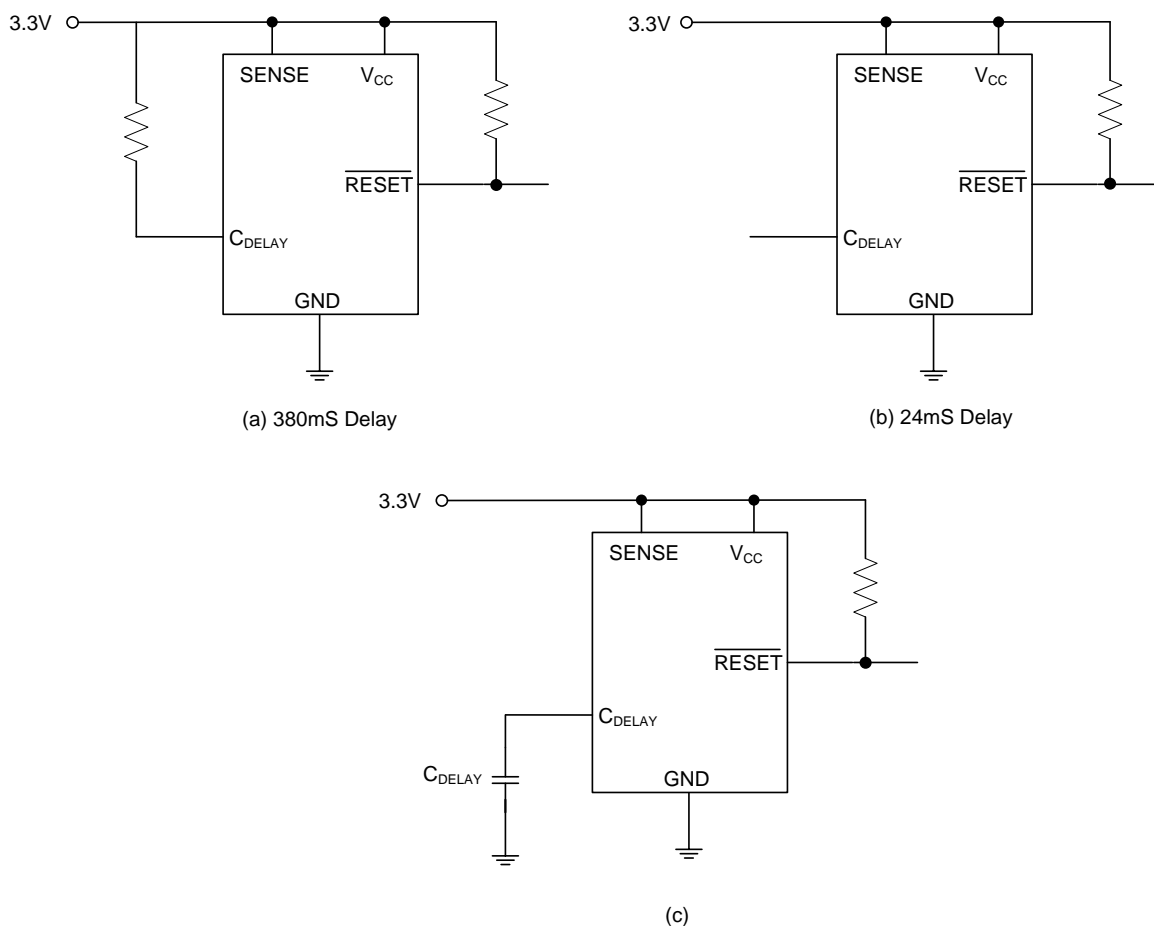 3.3V
SENSE VCC
RESET
CDELAY
GND
(a) 380mS Delay
3.3V
SENSE VCC
RESET
CDELAY
GND
(b) 24mS Delay
3.3V
SENSE VCC
RESET
CDELAY
CDELAY
GND
(c)